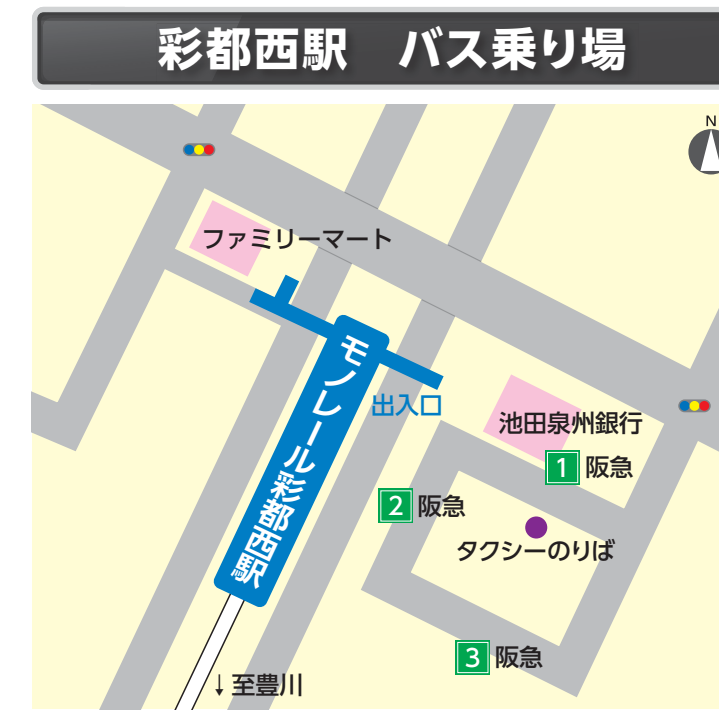 彩都西駅　バス乗り場
N
ファミリーマート
モノレール彩都西駅
出入口
池田泉州銀行
1 阪急
2 阪急
タクシーのりば
3 阪急
↓至豊川